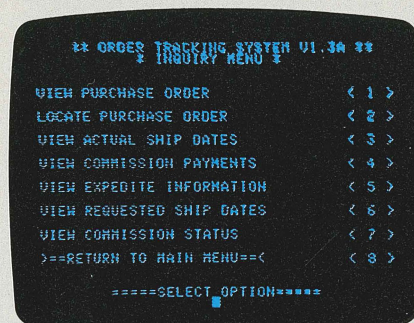 ** ORDER TRACKING SYSTEM V1.3A **
* INQUIRY MENU *
VIEW PURCHASE ORDER < 1 >
LOCATE PURCHASE ORDER < 2 >
VIEW ACTUAL SHIP DATES < 3 >
VIEW COMMISSION PAYMENTS < 4 >
VIEW EXPEDITE INFORMATION < 5 >
VIEW REQUESTED SHIP DATES < 6 >
VIEW COMMISSION STATUS < 7 >
>==RETURN TO MAIN MENU==< < 8 >
=====SELECT OPTION=====